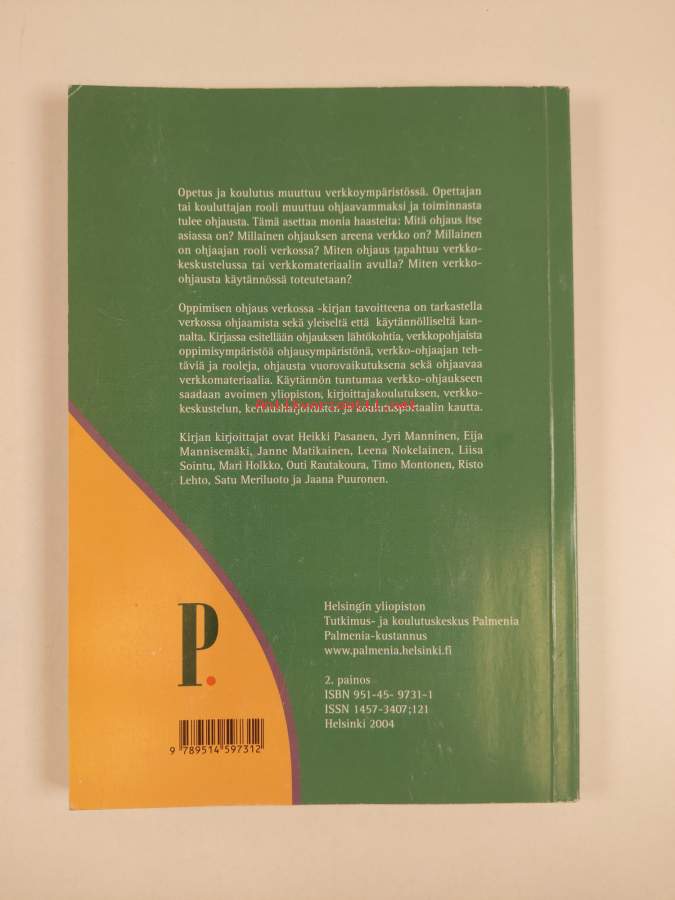 Opetus ja koulutus muuttuu verkkoympäristössä. Opettajan
tai kouluttajan rooli muuttuu ohjaavammaksi ja toiminnasta
tulee ohjausta. Tämä asettaa monia haasteita: Mitä ohjaus itse
asiassa on? Millainen ohjauksen areena verkko on? Millainen
on ohjaajan rooli verkossa? Miten ohjaus tapahtuu verkko-
keskustelussa tai verkkomateriaalin avulla? Miten verkko-
ohjausta käytännössä toteutetaan?
Oppimisen ohjaus verkossa -kirjan tavoitteena on tarkastella
verkossa ohjaamista sekä yleiseltä että käytännölliseltä kan-
nalta. Kirjassa esitellään ohjauksen lähtökohtia, verkkopohjaista
oppimisympäristöä ohjausympäristönä, verkko-ohjaajan teh-
täviä ja rooleja, ohjausta vuorovaikutuksena sekä ohjaavaa
verkkomateriaalia. Käytännön tuntumaa verkko-ohjaukseen
saadaan avoimen yliopiston, kirjoittajakoulutuksen, verkko-
keskustelun, kertausharjoitusten ja koulutusportaalin kautta.
Kirjan kirjoittajat ovat Heikki Pasanen, Jyri Manninen, Eija
Mannisemäki, Janne Matikainen, Leena Nokelainen, Liisa
Sointu, Mari Holkko, Outi Rautakoura, Timo Montonen, Risto
Lehto, Satu Meriluoto ja Jaana Puuronen.
P.
Helsingin yliopiston
Tutkimus- ja koulutuskeskus Palmenia
Palmenia-kustannus
www.palmenia.helsinki.fi
2. painos
ISBN 951-45- 9731-1
ISSN 1457-3407;121
Helsinki 2004
9 789514 597312